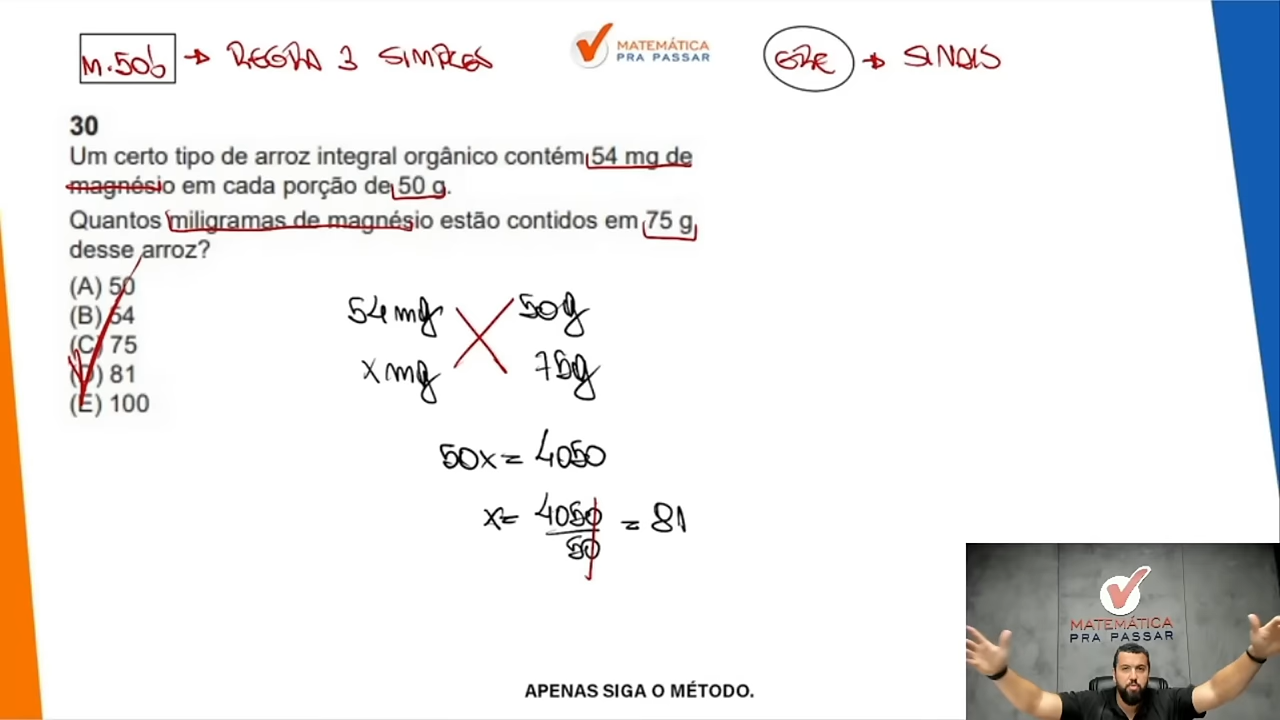 M.50b → REGRA 3 SIMPLES
MATEMÁTICA
PRA PASSAR
→ SINAIS
30
Um certo tipo de arroz integral orgânico contém 54 mg de
magnésio em cada porção de 50 g.
Quantos miligramas de magnésio estão contidos em 75 g
desse arroz?
(A) 50
(B) 54
(C) 75
(D) 81
(E) 100
54mg 50g
x mg 75g
50x = 4050
x = 4050/50 = 81
MATEMÁTICA
PRA PASSAR
APENAS SIGA O MÉTODO.